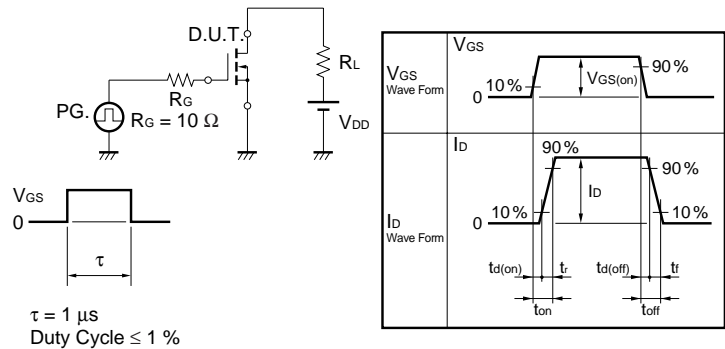 D.U.T.
RL
RG
PG.
RG = 10 Ω
VDD
VGS
0
τ
τ = 1 μs
Duty Cycle ≤ 1 %
VGS
Wave Form
VGS
10 %
0
VGS(on)
90 %
ID
Wave Form
ID
90 %
90 %
10 %
10 %
0
ID
td(on)
tr
td(off)
tf
ton
toff